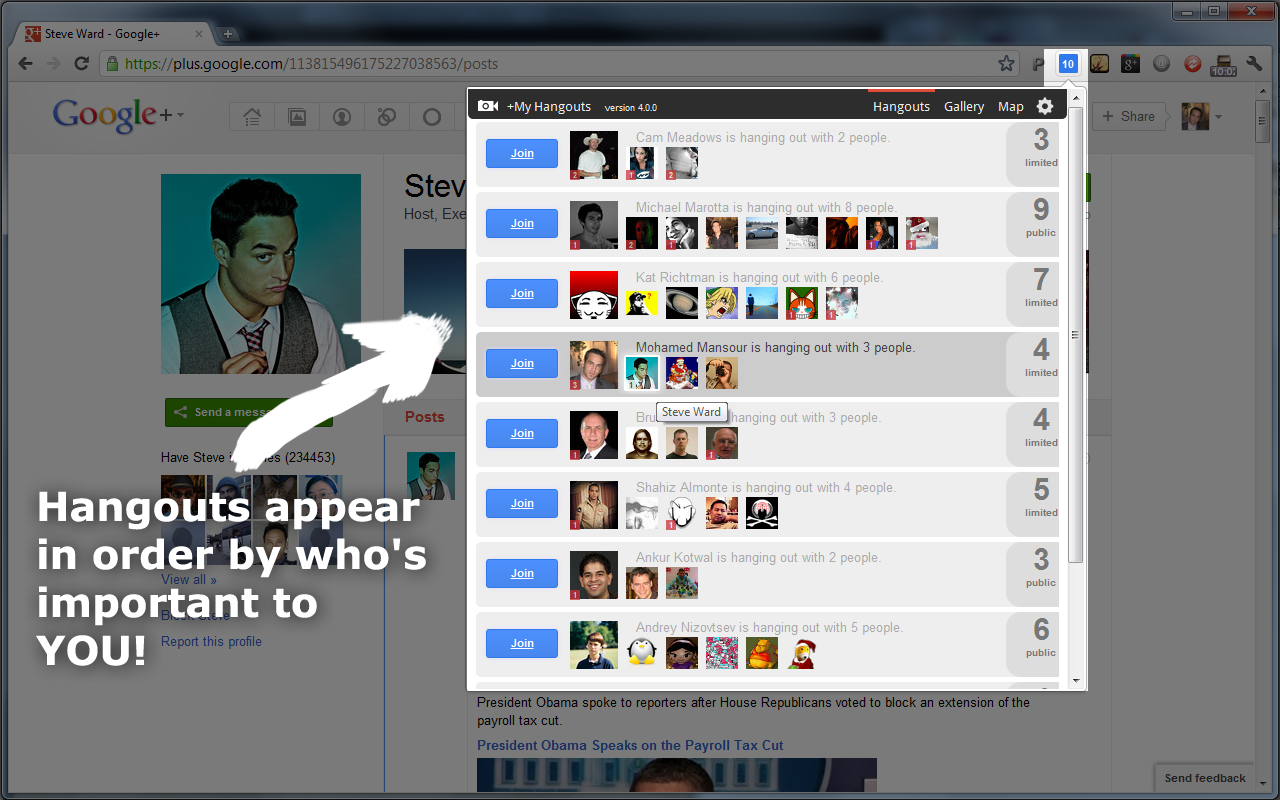 Steve Ward - Google+
https://plus.google.com/113815496175227038563/posts
10
10:0
Google+
Share
+My Hangouts version 4.0.0
Hangouts Gallery Map
Join
Cam Meadows is hanging out with 2 people.
3
limited
Join
Michael Marotta is hanging out with 8 people.
9
public
Join
Kat Richtman is hanging out with 6 people.
7
limited
Join
Mohamed Mansour is hanging out with 3 people.
4
limited
Steve Ward
Join
hanging out with 3 people.
4
limited
Join
Shahiz Almonte is hanging out with 4 people.
5
limited
Join
Ankur Kotwal is hanging out with 2 people.
3
public
Join
Andrey Nizovtsev is hanging out with 5 people.
6
public
Stev
Host, Exe
Send a mess
Posts
Have Steve in circles (234453)
Hangouts appear
in order by who's
important to
YOU!
View all »
Block Steve
Report this profile
President Obama spoke to reporters after House Republicans voted to block an extension of the
payroll tax cut.
President Obama Speaks on the Payroll Tax Cut
Send feedback